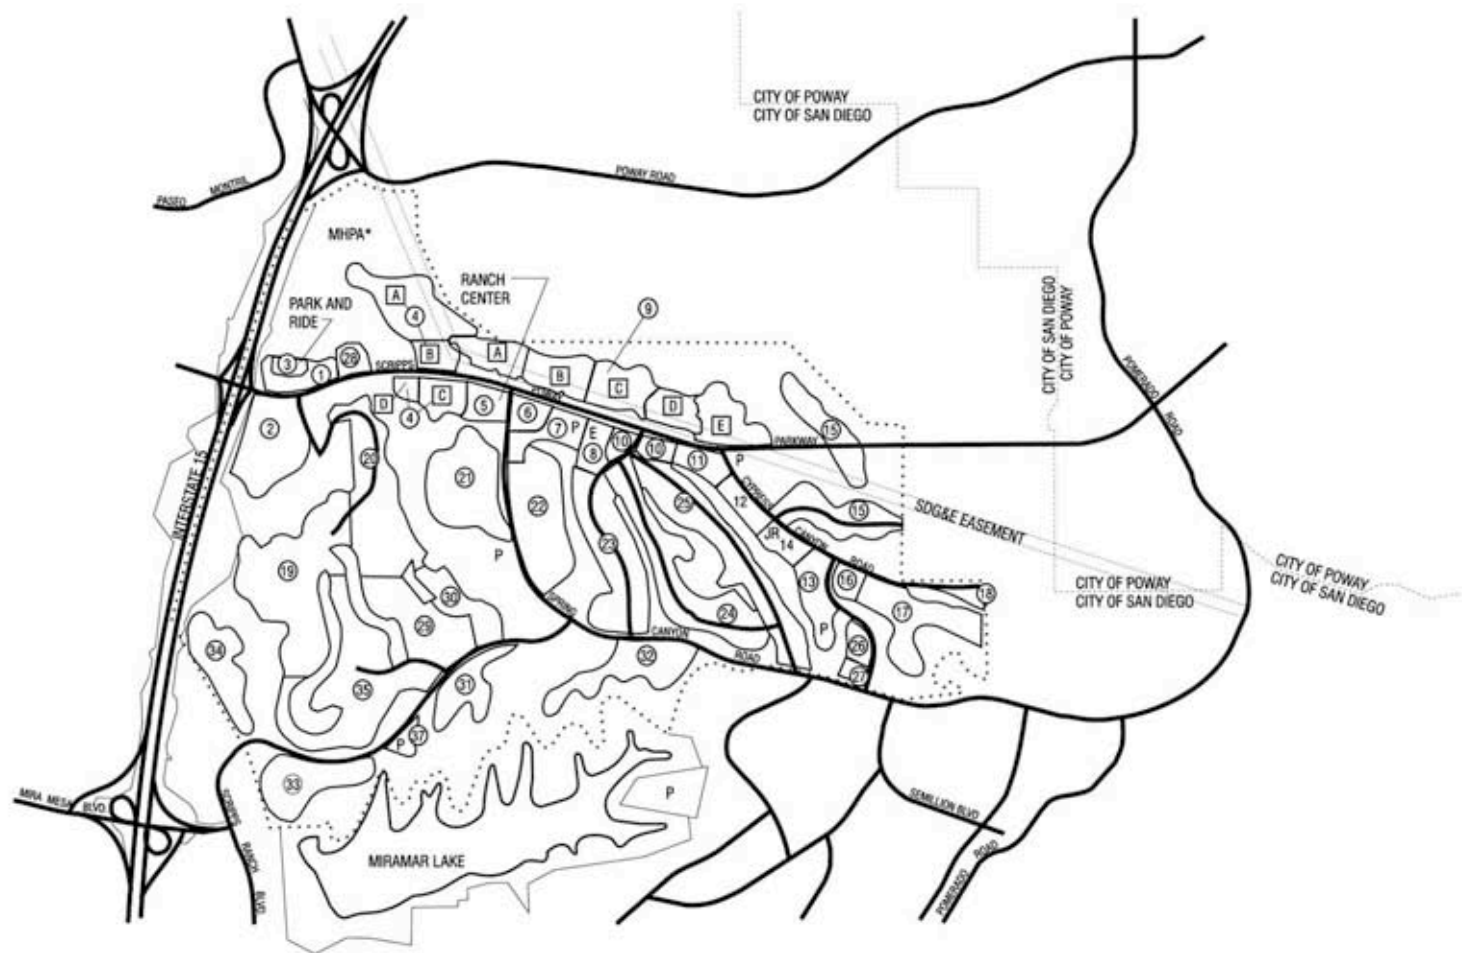 CITY OF POWAY
CITY OF SAN DIEGO
POWAY ROAD
PASEO
MONTRIL
MHPA*
RANCH
CENTER
PARK AND
RIDE
A
4
9
3
1
28
SCRIPPS
B
A
B
C
D
E
D
4
C
5
6
7
P
E
8
10
10
11
P
PARKWAY
15
CITY OF SAN DIEGO
CITY OF POWAY
POMERADO
ROAD
2
20
21
22
23
25
12
CYPRESS
CANYON
ROAD
15
SDG&E EASEMENT
JR
14
INTERSTATE 15
P
19
30
29
SPRING
CANYON
ROAD
24
13
16
17
18
P
26
27
CITY OF POWAY
CITY OF SAN DIEGO
CITY OF POWAY
CITY OF SAN DIEGO
34
35
31
32
37
P
33
P
MIRA MESA BLVD.
SCRIPPS
RANCH
BLVD.
MIRAMAR LAKE
SEMILLION BLVD
POMERADO
ROAD